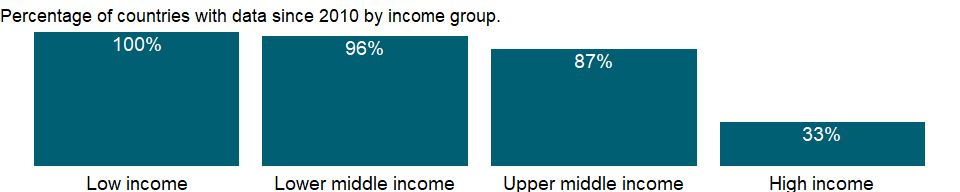 Percentage of countries with data since 2010 by income group.
100%
96%
87%
33%
Low income
Lower middle income
Upper middle income
High income